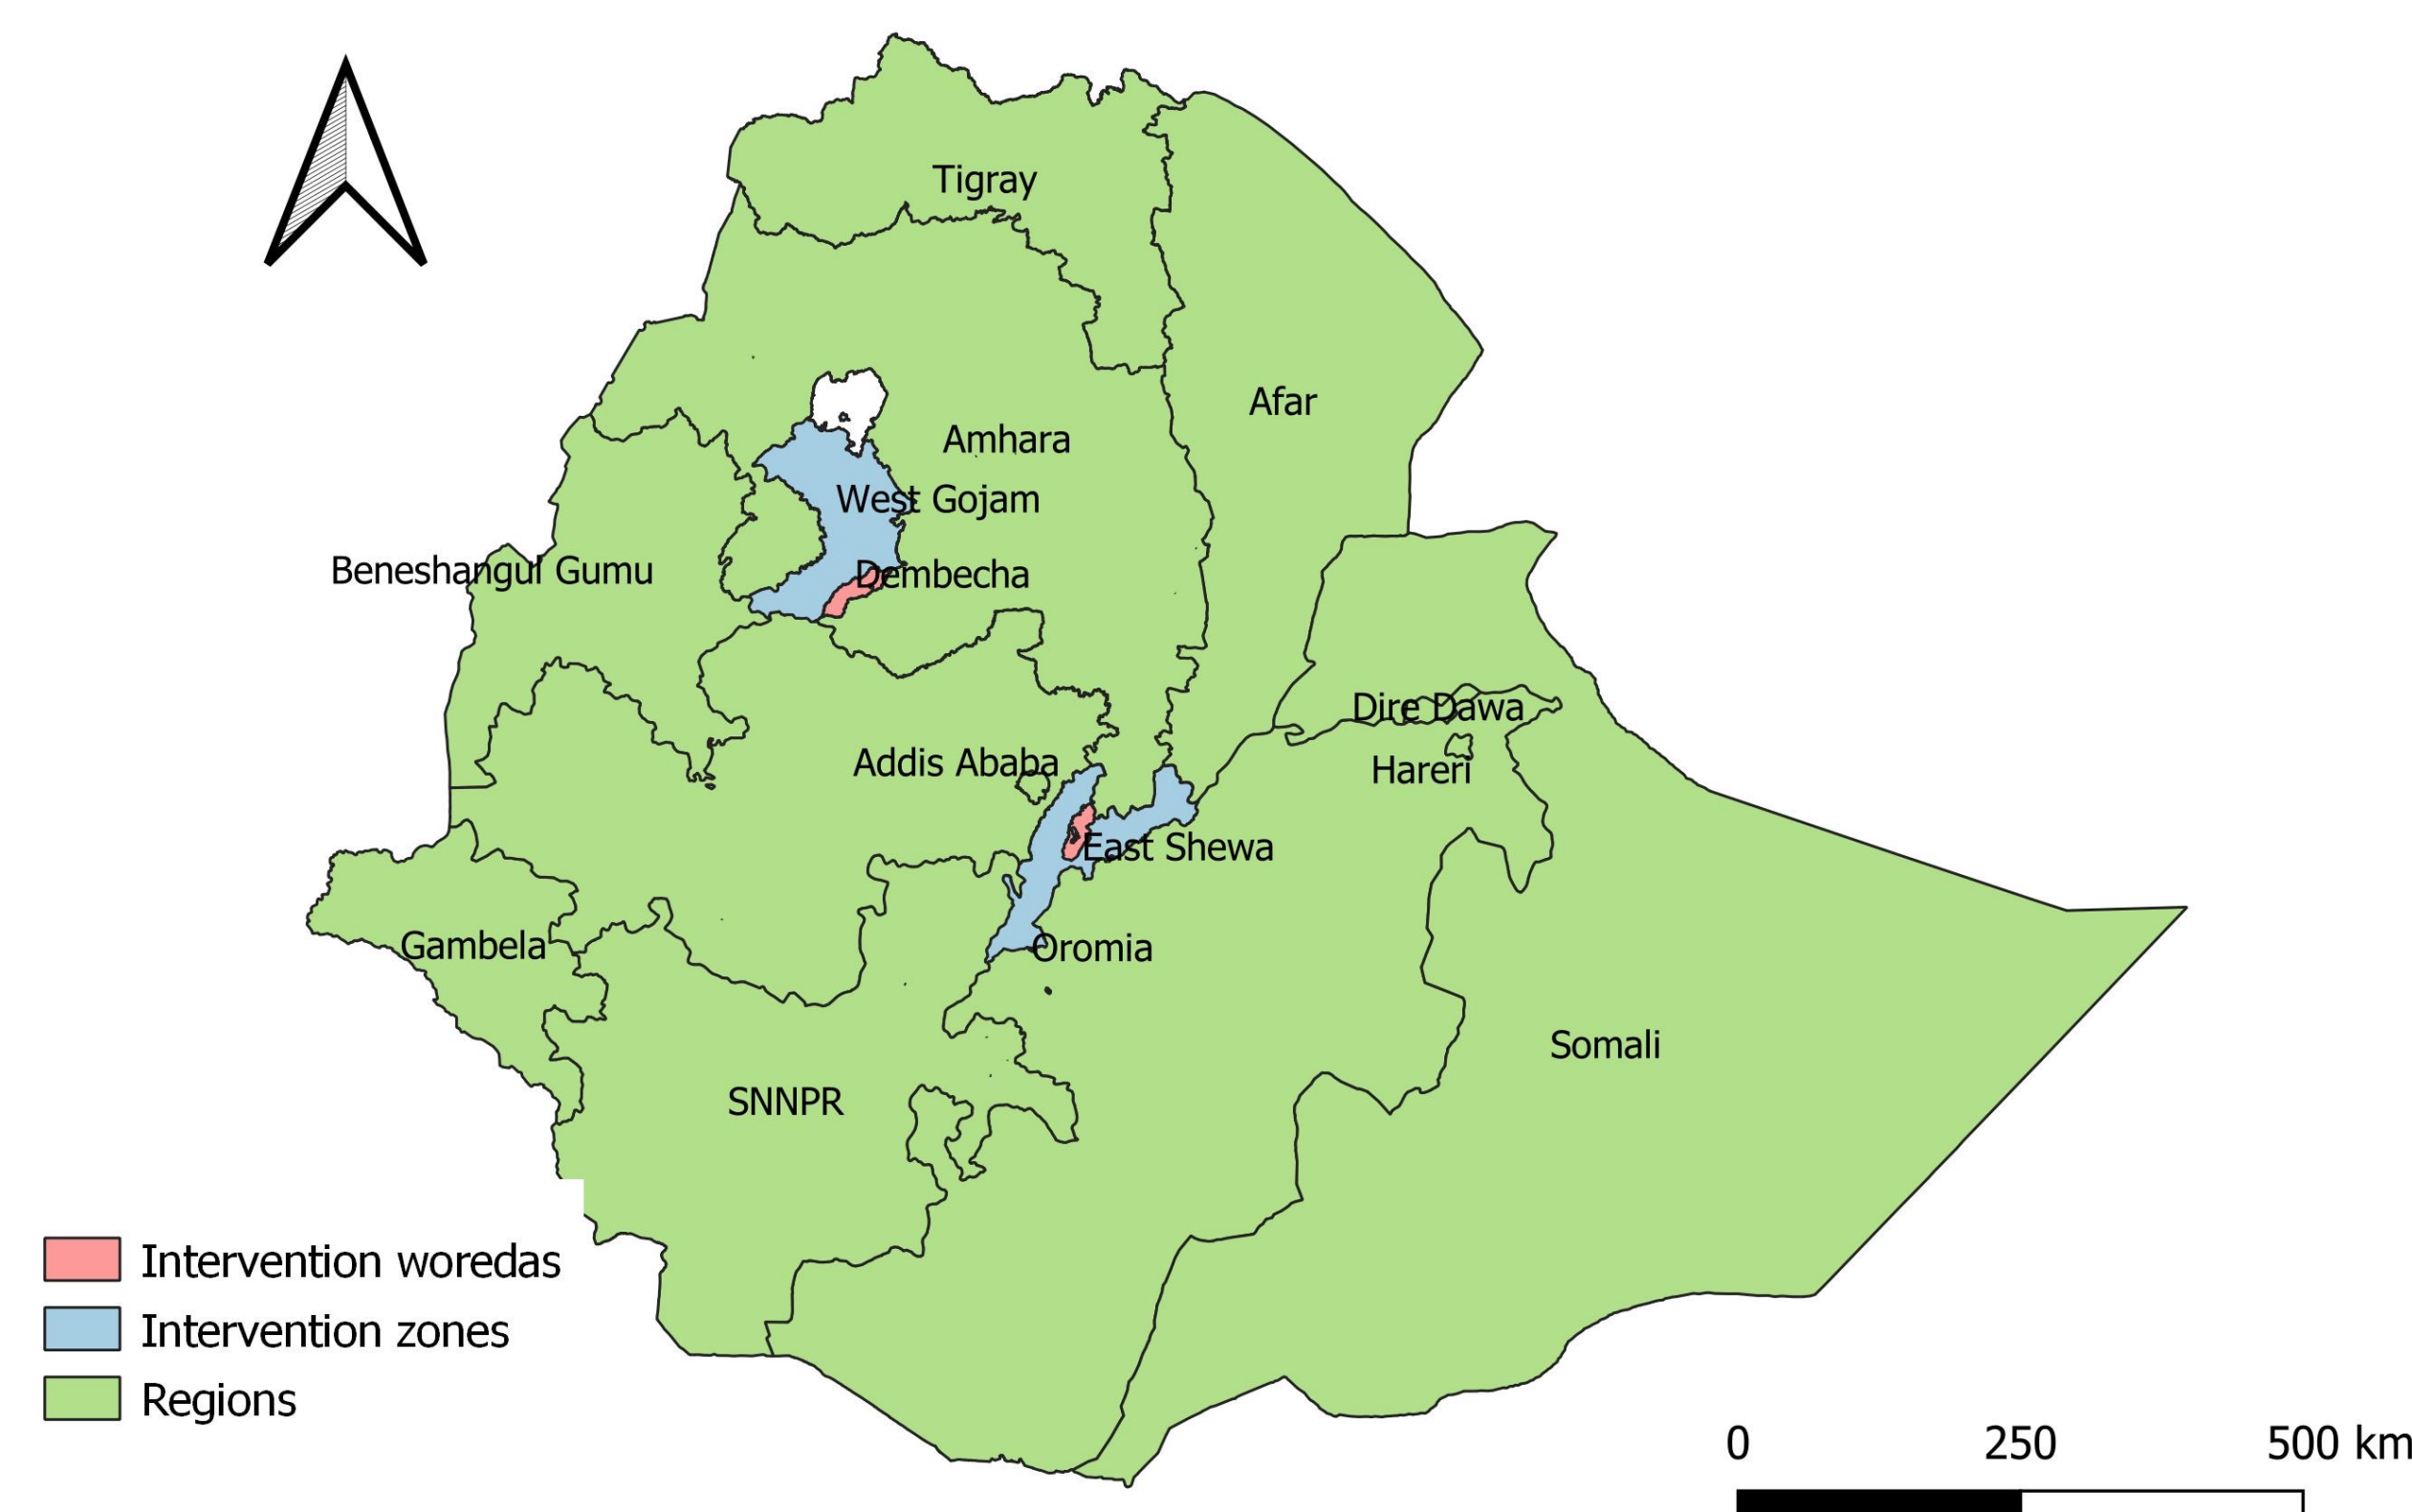 Tigray
Afar
Amhara
West Gojam
Beneshangul Gumu
Dembecha
Dire Dawa
Addis Ababa
Hareri
East Shewa
Gambela
Oromia
Somali
SNNPR
Intervention woredas
Intervention zones
Regions
0 250 500 km